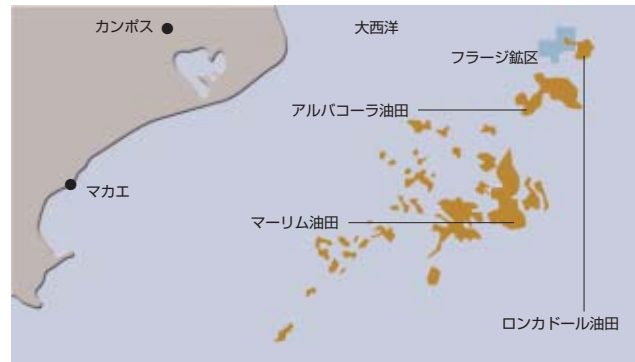 カンポス
大西洋
フラージ鉱区
アルバコーラ油田
マカエ
マーリム油田
ロンカドール油田